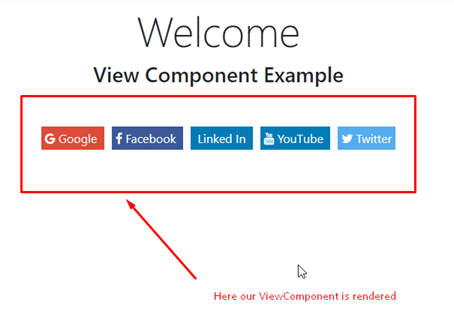 Welcome
View Component Example
Google Facebook Linked In YouTube Twitter
Here our ViewComponent is rendered